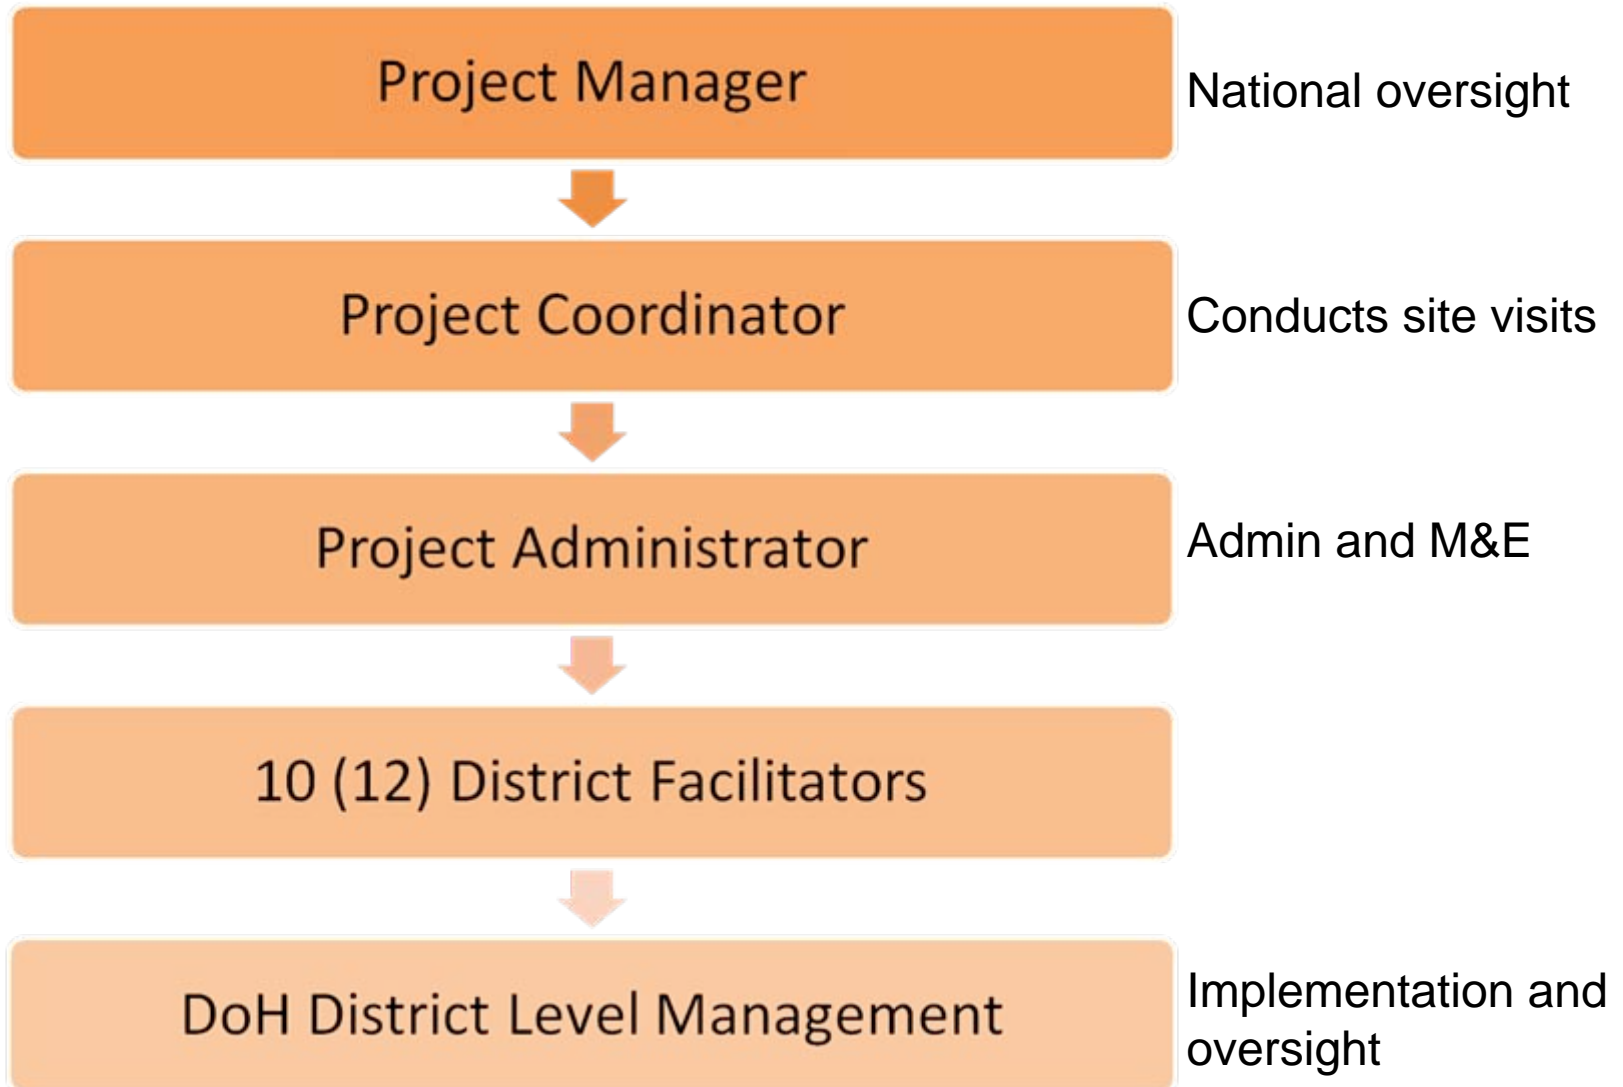 Project Manager
National oversight
Project Coordinator
Conducts site visits
Project Administrator
Admin and M&E
10 (12) District Facilitators
DoH District Level Management
Implementation and
oversight